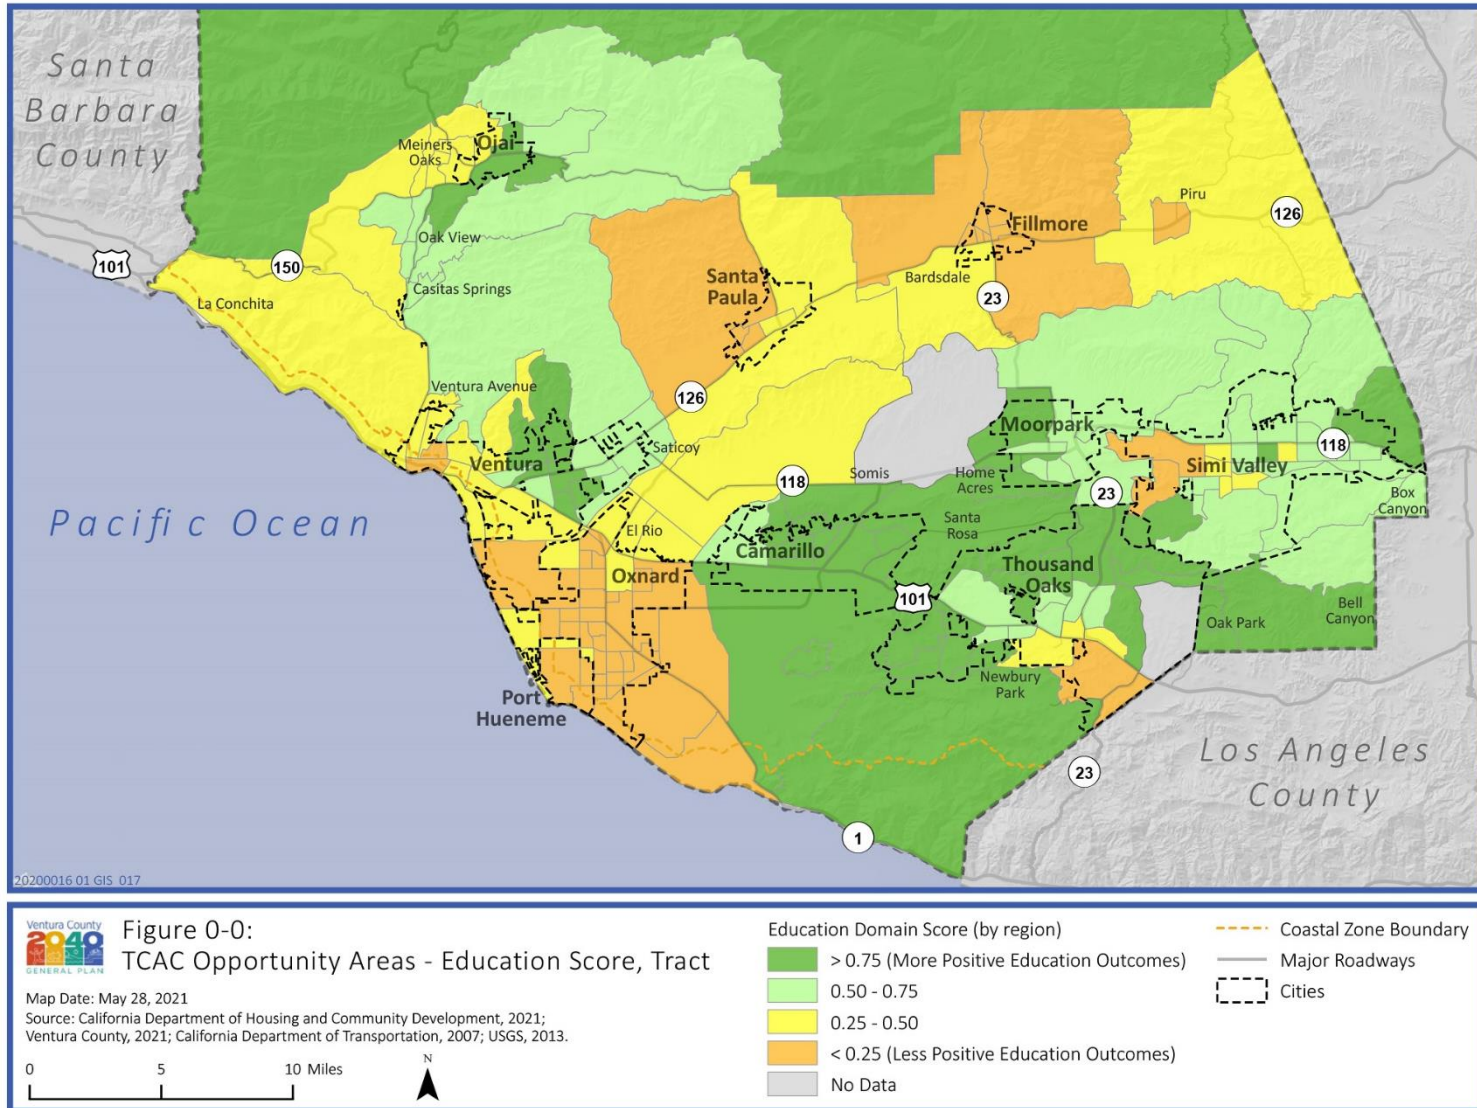 Santa
Barbara
County
Meiners
Oaks
Ojai
Oak View
101
150
Casitas Springs
La Conchita
Santa
Paula
Fillmore
Piru
126
Bardsdale
23
Ventura Avenue
126
Ventura
Saticoy
Moorpark
118
Simi Valley
118
Somis
Home
Acres
23
Box
Canyon
Pacific Ocean
El Rio
Camarillo
Santa
Rosa
Oxnard
Thousand
Oaks
101
Oak Park
Bell
Canyon
Newbury
Park
Port
Hueneme
Los Angeles
County
23
1
20200016 01 GIS 017
Ventura County
2040
GENERAL PLAN
Figure 0-0:
TCAC Opportunity Areas - Education Score, Tract
Map Date: May 28, 2021
Source: California Department of Housing and Community Development, 2021;
Ventura County, 2021; California Department of Transportation, 2007; USGS, 2013.
0 5 10 Miles
N
Education Domain Score (by region)
> 0.75 (More Positive Education Outcomes)
0.50 - 0.75
0.25 - 0.50
< 0.25 (Less Positive Education Outcomes)
No Data
Coastal Zone Boundary
Major Roadways
Cities